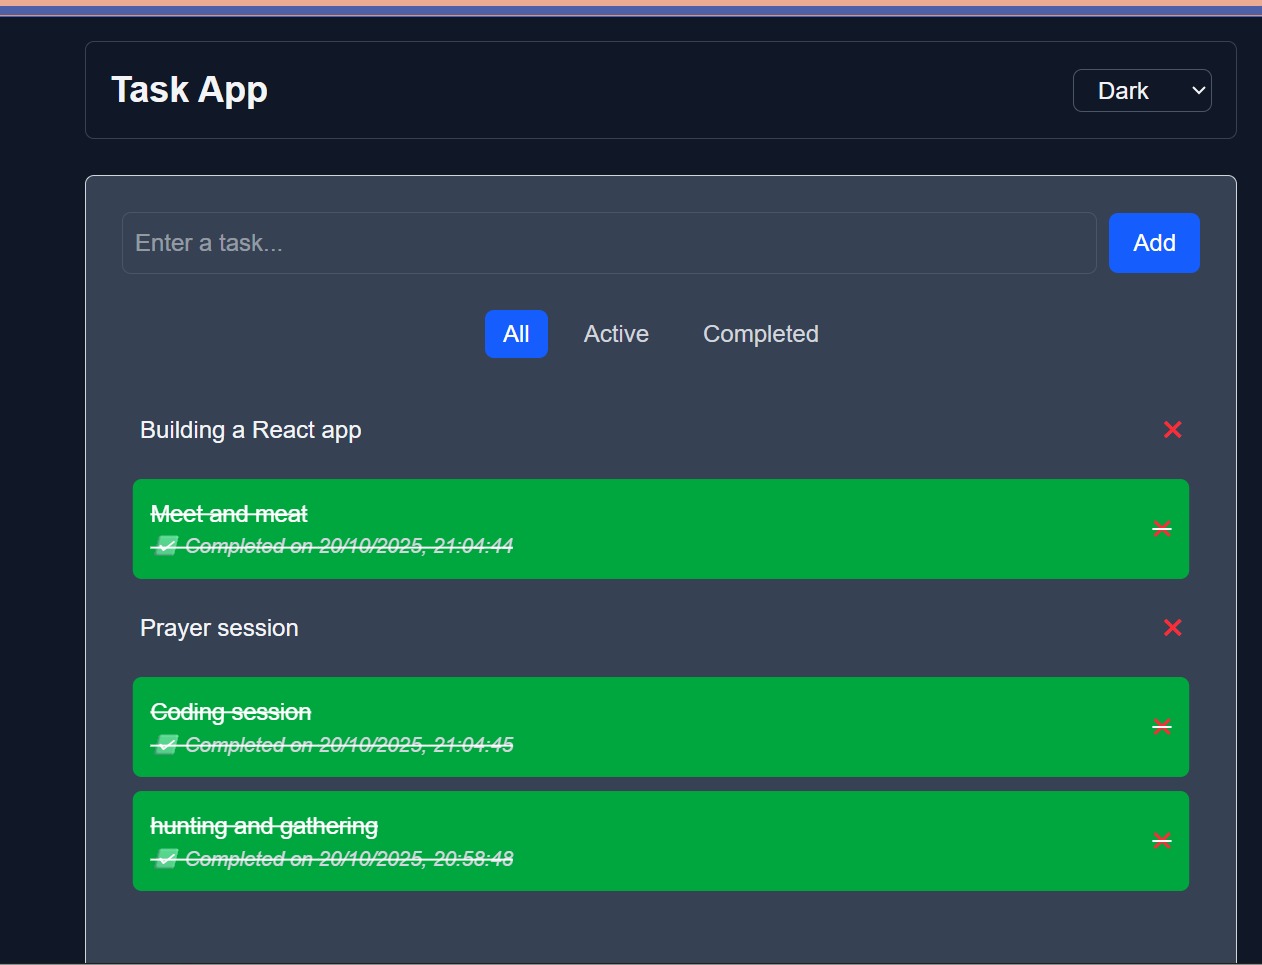 Task App
Dark
Enter a task...
Add
All Active Completed
Building a React app
Meet and meat
Completed on 20/10/2025, 21:04:44
Prayer session
Coding session
Completed on 20/10/2025, 21:04:45
hunting and gathering
Completed on 20/10/2025, 20:58:48